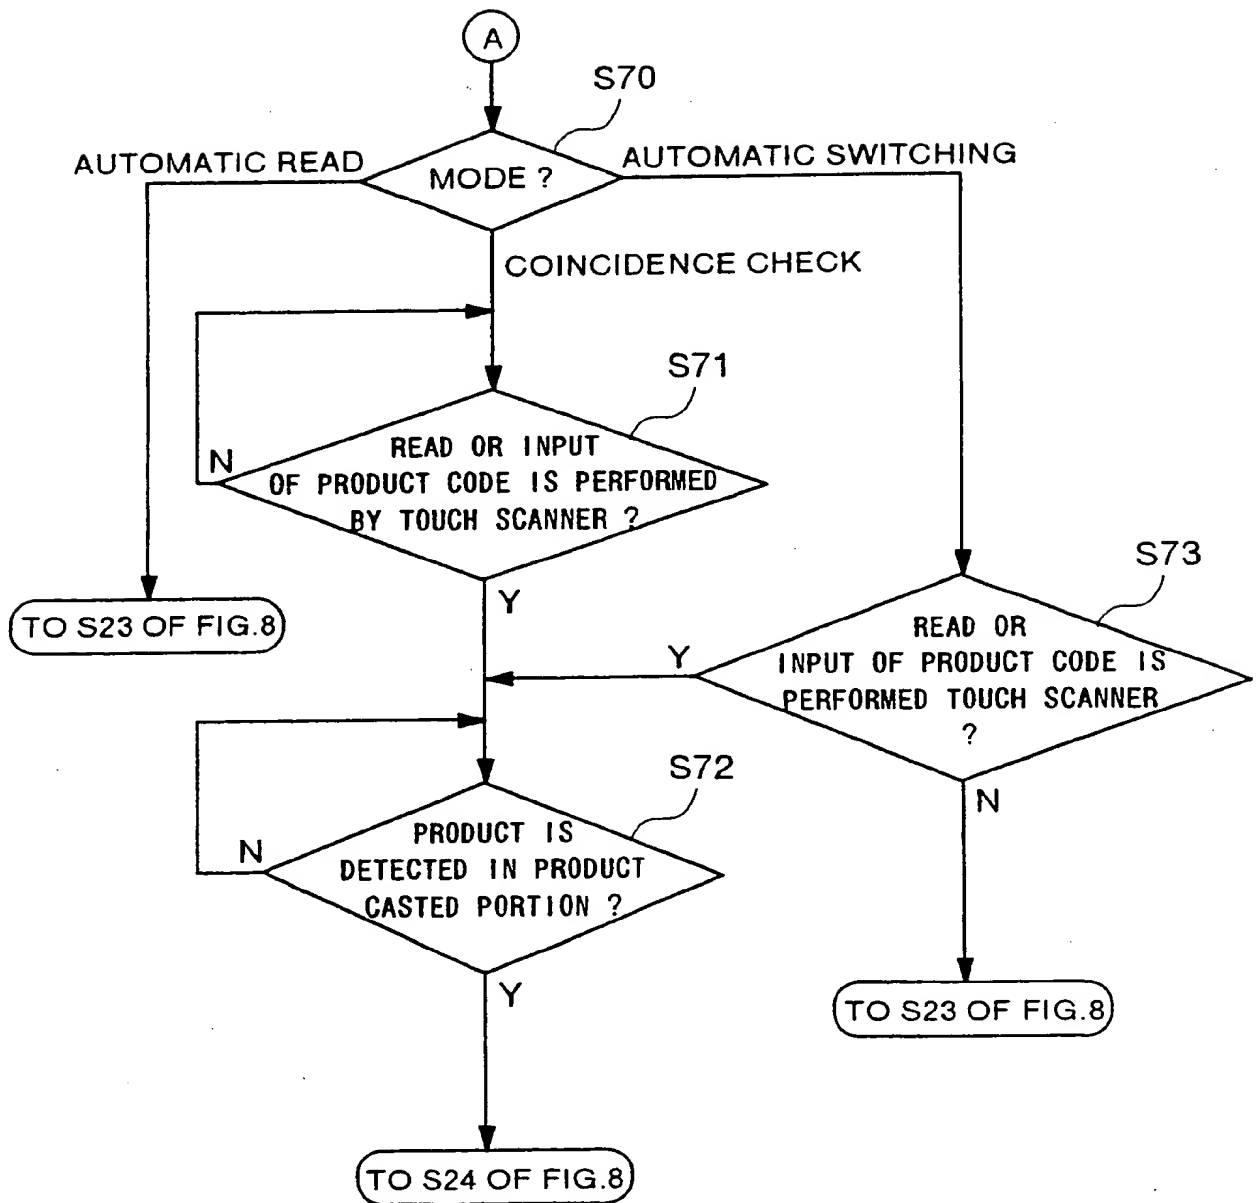 A
S70
AUTOMATIC READ
MODE ?
AUTOMATIC SWITCHING
COINCIDENCE CHECK
S71
N
READ OR INPUT
OF PRODUCT CODE IS PERFORMED
BY TOUCH SCANNER ?
Y
TO S23 OF FIG.8
S73
Y
READ OR
INPUT OF PRODUCT CODE IS
PERFORMED TOUCH SCANNER
?
N
S72
N
PRODUCT IS
DETECTED IN PRODUCT
CASTED PORTION ?
Y
TO S23 OF FIG.8
TO S24 OF FIG.8